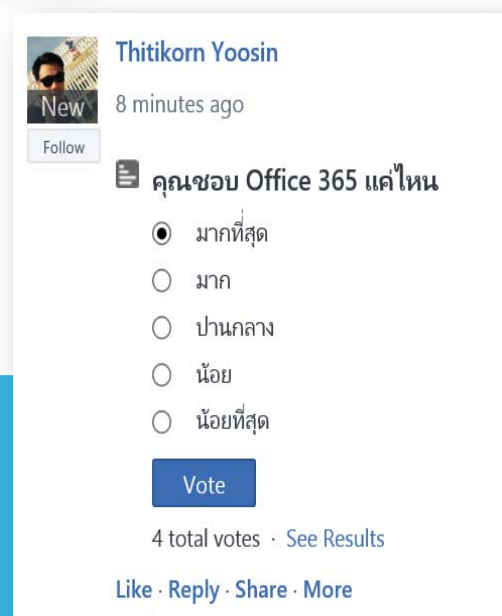 Thitikorn Yoosin
New
8 minutes ago
Follow
คุณชอบ Office 365 แค่ไหน
มากที่สุด
มาก
ปานกลาง
น้อย
น้อยที่สุด
Vote
4 total votes · See Results
Like · Reply · Share · More